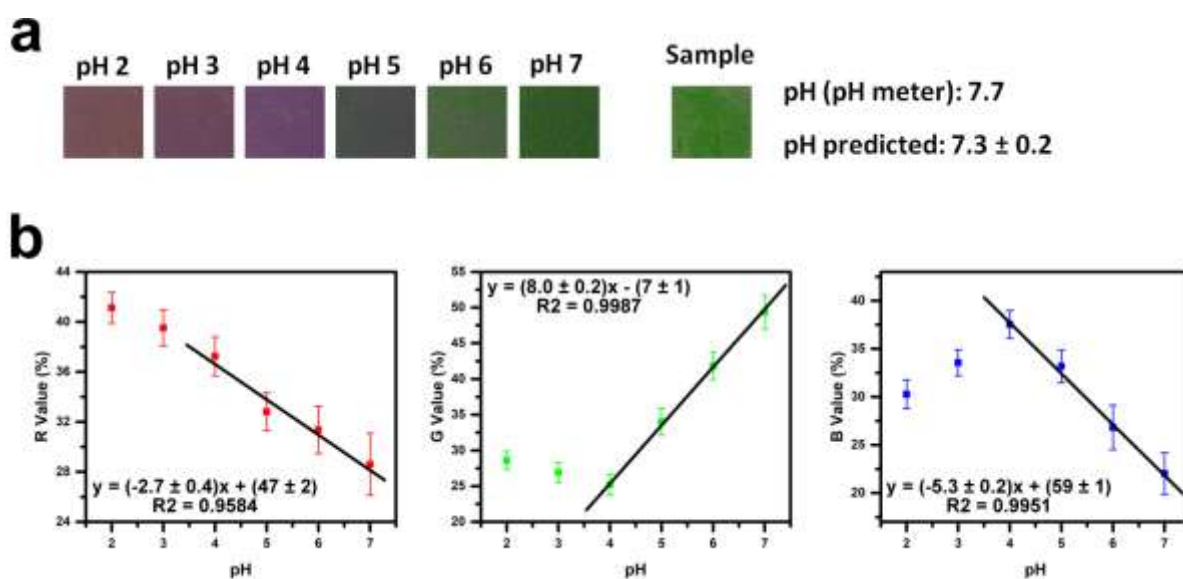 a
pH 2 pH 3 pH 4 pH 5 pH 6 pH 7 Sample
pH (pH meter): 7.7
pH predicted: 7.3 ± 0.2
b
44
40
36
32
28
24
R Value (%)
y = (-2.7 ± 0.4)x + (47 ± 2)
R2 = 0.9584
2 3 4 5 6 7
pH
55
50
45
40
35
30
25
20
G Value (%)
y = (8.0 ± 0.2)x - (7 ± 1)
R2 = 0.9987
2 3 4 5 6 7
pH
40
35
30
25
20
B Value (%)
y = (-5.3 ± 0.2)x + (59 ± 1)
R2 = 0.9951
2 3 4 5 6 7
pH